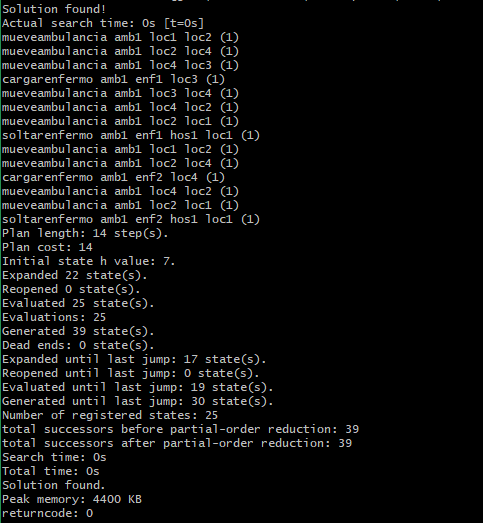 Solution found!
Actual search time: 0s [t=0s]
mueveambulancia amb1 loc1 loc2 (1)
mueveambulancia amb1 loc2 loc4 (1)
mueveambulancia amb1 loc4 loc3 (1)
cargarenfermo amb1 enf1 loc3 (1)
mueveambulancia amb1 loc3 loc4 (1)
mueveambulancia amb1 loc4 loc2 (1)
mueveambulancia amb1 loc2 loc1 (1)
soltarenfermo amb1 enf1 hos1 loc1 (1)
mueveambulancia amb1 loc1 loc2 (1)
mueveambulancia amb1 loc2 loc4 (1)
cargarenfermo amb1 enf2 loc4 (1)
mueveambulancia amb1 loc4 loc2 (1)
mueveambulancia amb1 loc2 loc1 (1)
soltarenfermo amb1 enf2 hos1 loc1 (1)
Plan length: 14 step(s).
Plan cost: 14
Initial state h value: 7.
Expanded 22 state(s).
Reopened 0 state(s).
Evaluated 25 state(s).
Evaluations: 25
Generated 39 state(s).
Dead ends: 0 state(s).
Expanded until last jump: 17 state(s).
Reopened until last jump: 0 state(s).
Evaluated until last jump: 19 state(s).
Generated until last jump: 30 state(s).
Number of registered states: 25
total successors before partial-order reduction: 39
total successors after partial-order reduction: 39
Search time: 0s
Total time: 0s
Solution found.
Peak memory: 4400 KB
returncode: 0